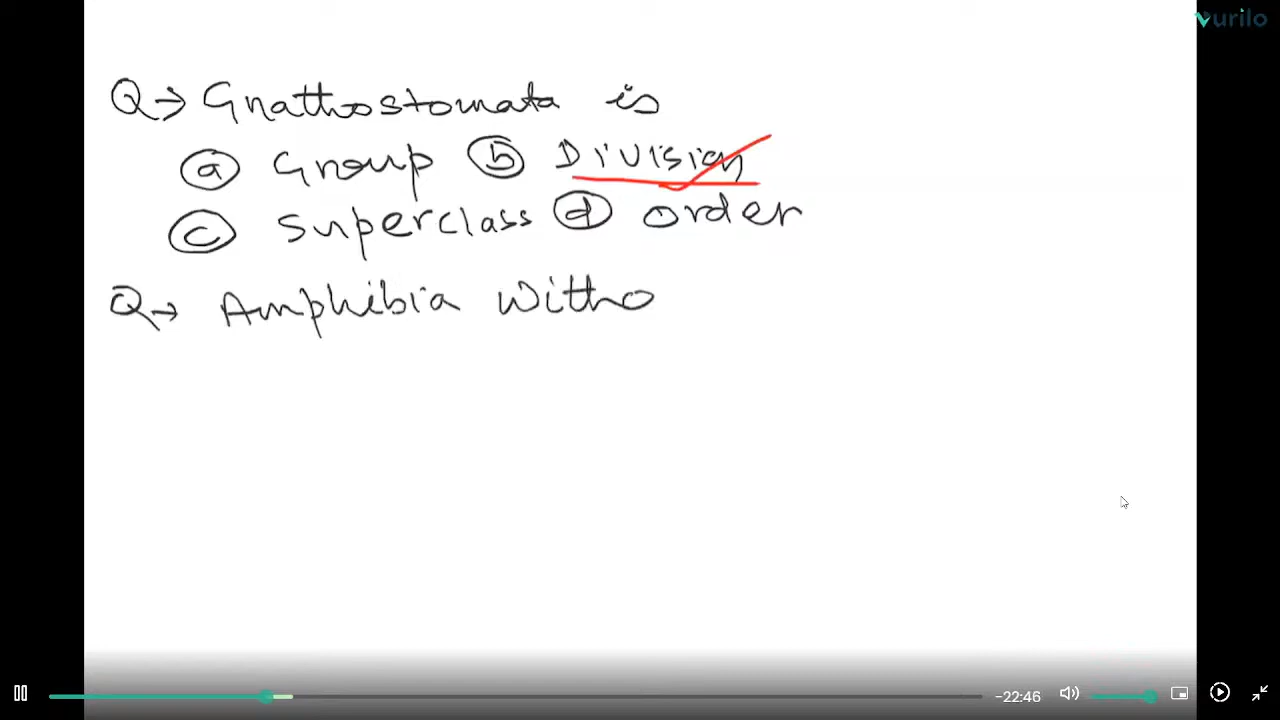 vurilo
Q→ Gnathostomata is
a Group b Division
c Superclass d order
Q→ Amphibia witho
-22:46